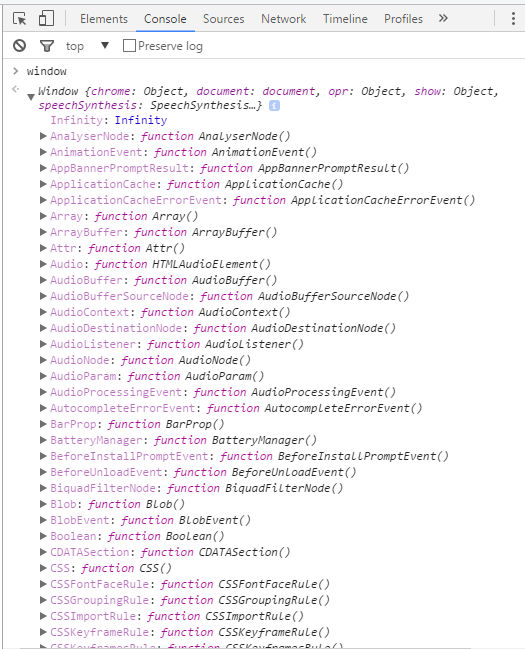 Elements Console Sources Network Timeline Profiles »
top ▼ Preserve log
> window
Window {chrome: Object, document: document, opr: Object, show: Object,
speechSynthesis: SpeechSynthesis…} i
Infinity: Infinity
▶ AnalyserNode: function AnalyserNode()
▶ AnimationEvent: function AnimationEvent()
▶ AppBannerPromptResult: function AppBannerPromptResult()
▶ ApplicationCache: function ApplicationCache()
▶ ApplicationCacheErrorEvent: function ApplicationCacheErrorEvent()
▶ Array: function Array()
▶ ArrayBuffer: function ArrayBuffer()
▶ Attr: function Attr()
▶ Audio: function HTMLAudioElement()
▶ AudioBuffer: function AudioBuffer()
▶ AudioBufferSourceNode: function AudioBufferSourceNode()
▶ AudioContext: function AudioContext()
▶ AudioDestinationNode: function AudioDestinationNode()
▶ AudioListener: function AudioListener()
▶ AudioNode: function AudioNode()
▶ AudioParam: function AudioParam()
▶ AudioProcessingEvent: function AudioProcessingEvent()
▶ AutocompleteErrorEvent: function AutocompleteErrorEvent()
▶ BarProp: function BarProp()
▶ BatteryManager: function BatteryManager()
▶ BeforeInstallPromptEvent: function BeforeInstallPromptEvent()
▶ BeforeUnloadEvent: function BeforeUnloadEvent()
▶ BiquadFilterNode: function BiquadFilterNode()
▶ Blob: function Blob()
▶ BlobEvent: function BlobEvent()
▶ Boolean: function Boolean()
▶ CDATASection: function CDATASection()
▶ CSS: function CSS()
▶ CSSFontFaceRule: function CSSFontFaceRule()
▶ CSSGroupingRule: function CSSGroupingRule()
▶ CSSImportRule: function CSSImportRule()
▶ CSSKeyframeRule: function CSSKeyframeRule()
▶ CSSKeyframesRule: function CSSKeyframesRule()